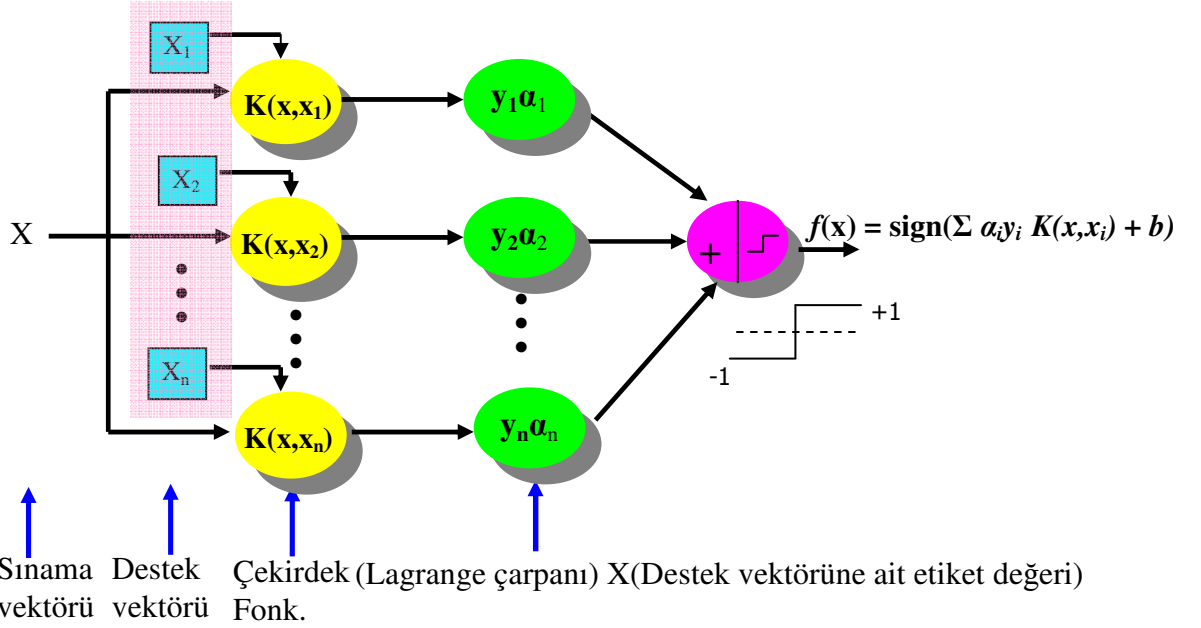 X₁
K(x,x₁)
y₁α₁
X₂
X
K(x,x₂)
y₂α₂
+
f(x) = sign(Σ αᵢyᵢ K(x,xᵢ) + b)
+1
-1
Xₙ
K(x,xₙ)
yₙαₙ
Sınama Destek Çekirdek (Lagrange çarpanı) X(Destek vektörüne ait etiket değeri)
vektörü vektörü Fonk.